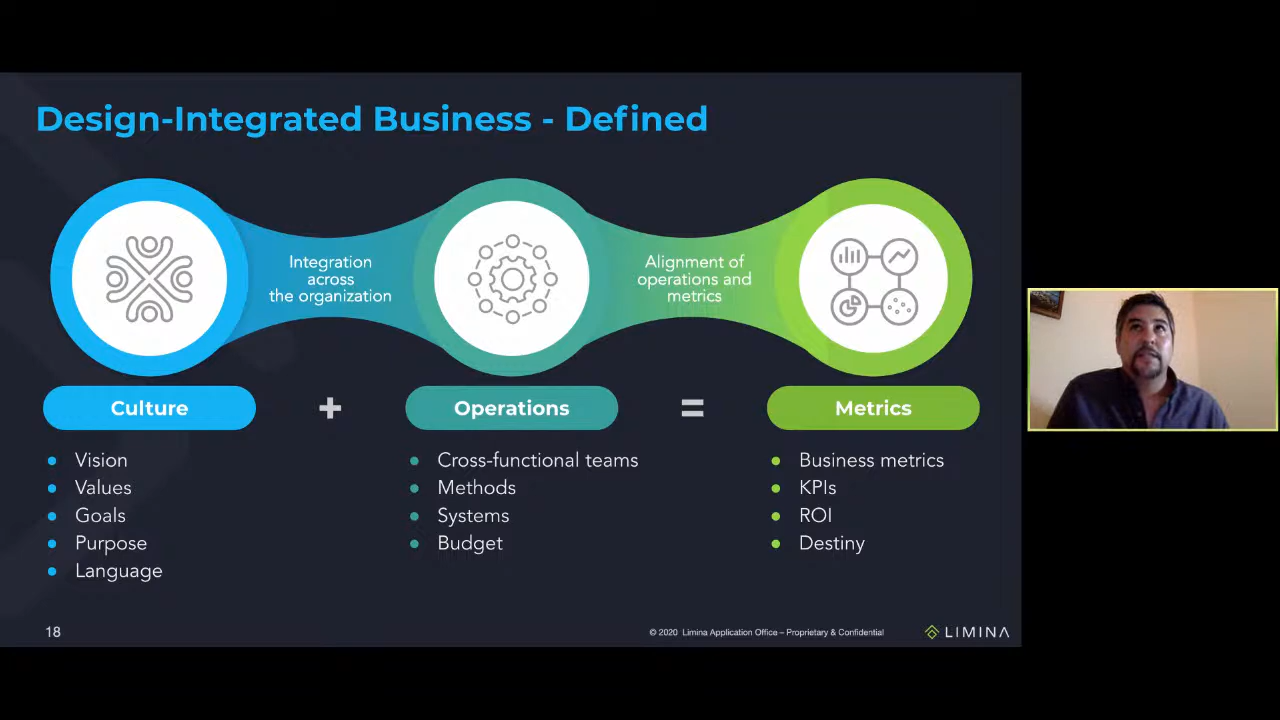 Design-Integrated Business - Defined
Integration
across
the organization
Alignment of
operations and
metrics
Culture
+
Operations
=
Metrics
Vision
Values
Goals
Purpose
Language
Cross-functional teams
Methods
Systems
Budget
Business metrics
KPIs
ROI
Destiny
18
© 2020 Limina Application Office – Proprietary & Confidential
LIMINA